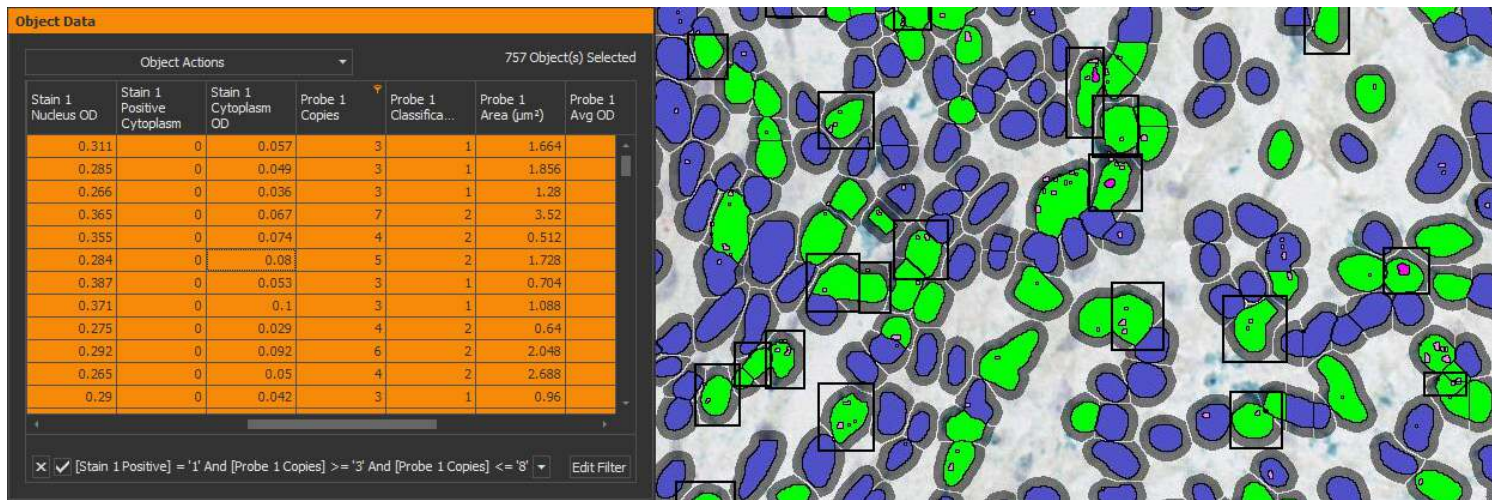 Object Data
Object Actions
757 Object(s) Selected
Stain 1 Nucleus OD Stain 1 Positive Cytoplasm Stain 1 Cytoplasm OD Probe 1 Copies Probe 1 Classifica... Probe 1 Area (µm²) Probe 1 Avg OD
0.311 0 0.057 3 1 1.664
0.285 0 0.049 3 1 1.856
0.266 0 0.036 3 1 1.28
0.365 0 0.067 7 2 3.52
0.355 0 0.074 4 2 0.512
0.284 0 0.08 5 2 1.728
0.387 0 0.053 3 1 0.704
0.371 0 0.1 3 1 1.088
0.275 0 0.029 4 2 0.64
0.292 0 0.092 6 2 2.048
0.265 0 0.05 4 2 2.688
0.29 0 0.042 3 1 0.96
[Stain 1 Positive] = '1' And [Probe 1 Copies] >= '3' And [Probe 1 Copies] <= '8' Edit Filter